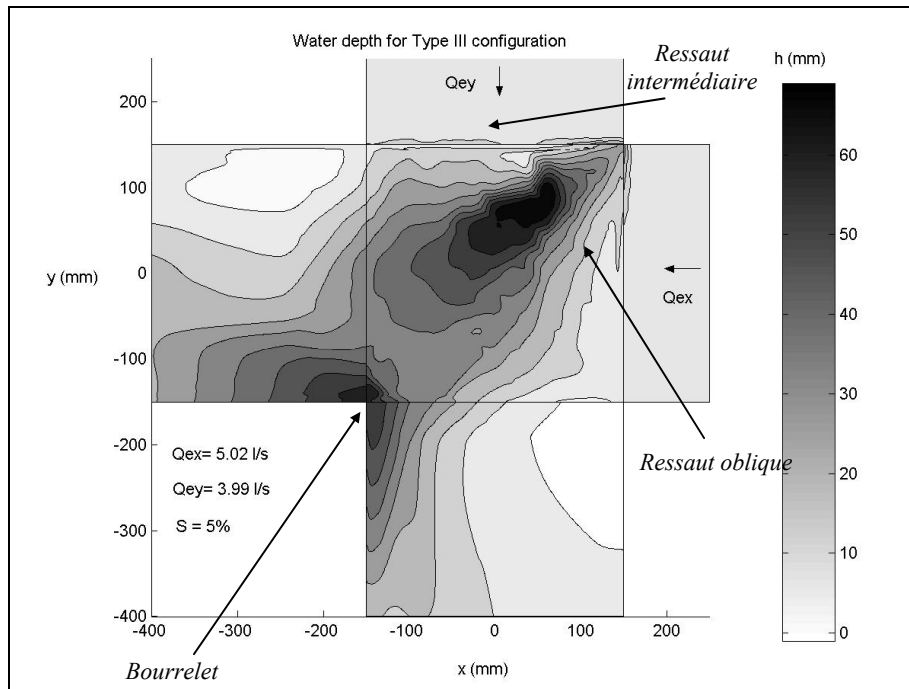 Water depth for Type III configuration
Ressaut
intermédiaire
h (mm)
Qey
Qex
y (mm)
200
100
0
-100
-200
-300
-400
Qex= 5.02 l/s
Qey= 3.99 l/s
S = 5%
Ressaut oblique
Bourrelet
-400
-300
-200
-100
0
100
200
x (mm)
60
50
40
30
20
10
0